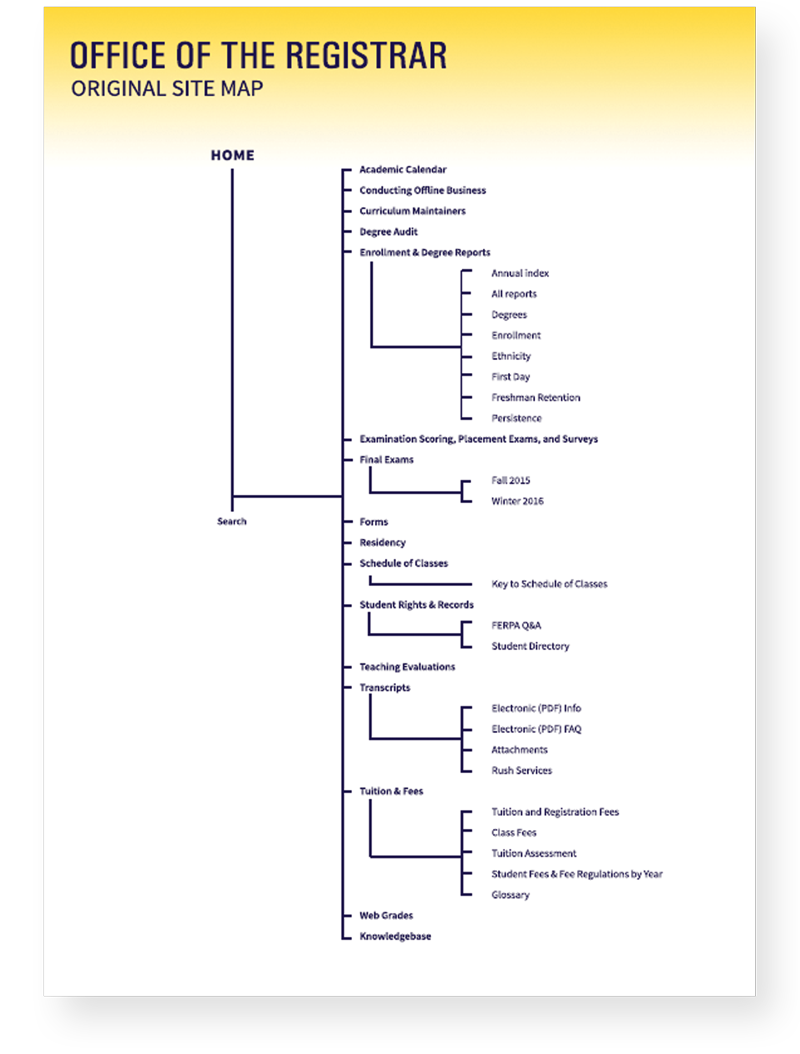 OFFICE OF THE REGISTRAR
ORIGINAL SITE MAP
HOME
Academic Calendar
Conducting Offline Business
Curriculum Maintainers
Degree Audit
Enrollment & Degree Reports
Annual index
All reports
Degrees
Enrollment
Ethnicity
First Day
Freshman Retention
Persistence
Examination Scoring, Placement Exams, and Surveys
Final Exams
Fall 2015
Winter 2016
Search
Forms
Residency
Schedule of Classes
Key to Schedule of Classes
Student Rights & Records
FERPA Q&A
Student Directory
Teaching Evaluations
Transcripts
Electronic (PDF) Info
Electronic (PDF) FAQ
Attachments
Rush Services
Tuition & Fees
Tuition and Registration Fees
Class Fees
Tuition Assessment
Student Fees & Fee Regulations by Year
Glossary
Web Grades
Knowledgebase